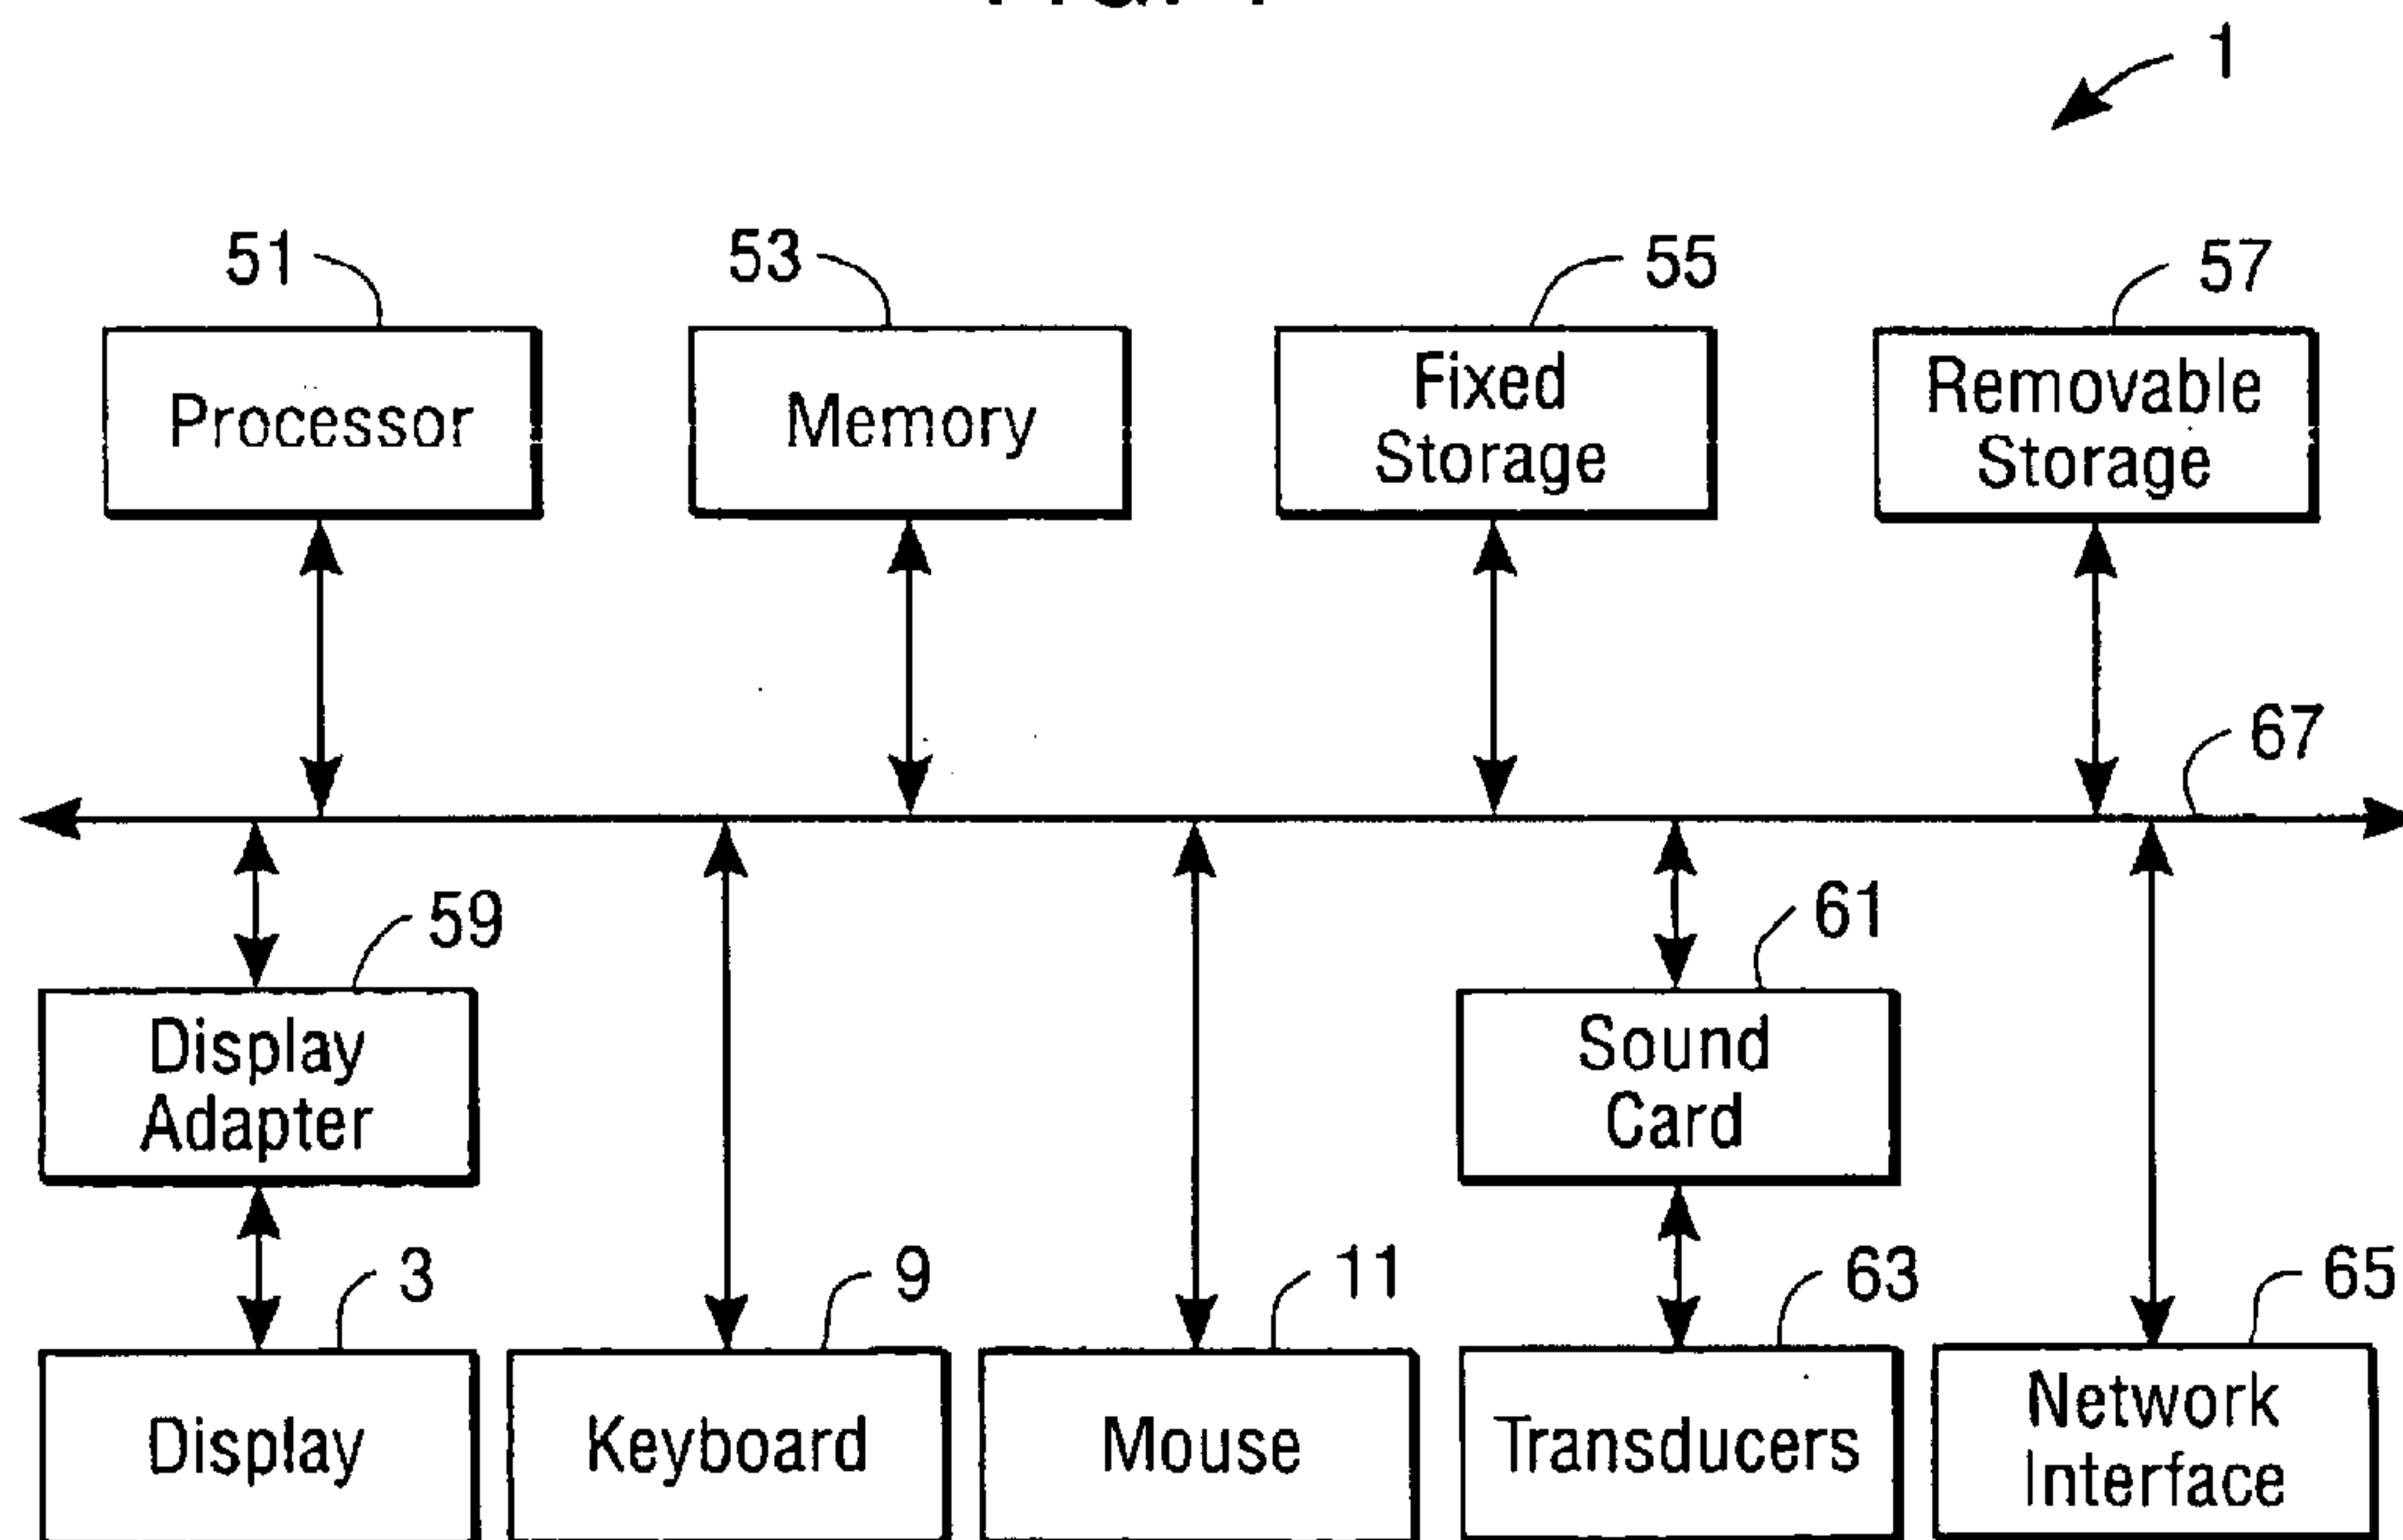 1
51
53
55
57
Processor
Memory
Fixed
Storage
Removable
Storage
67
59
61
Display
Adapter
Sound
Card
3
9
11
63
65
Display
Keyboard
Mouse
Transducers
Network
Interface